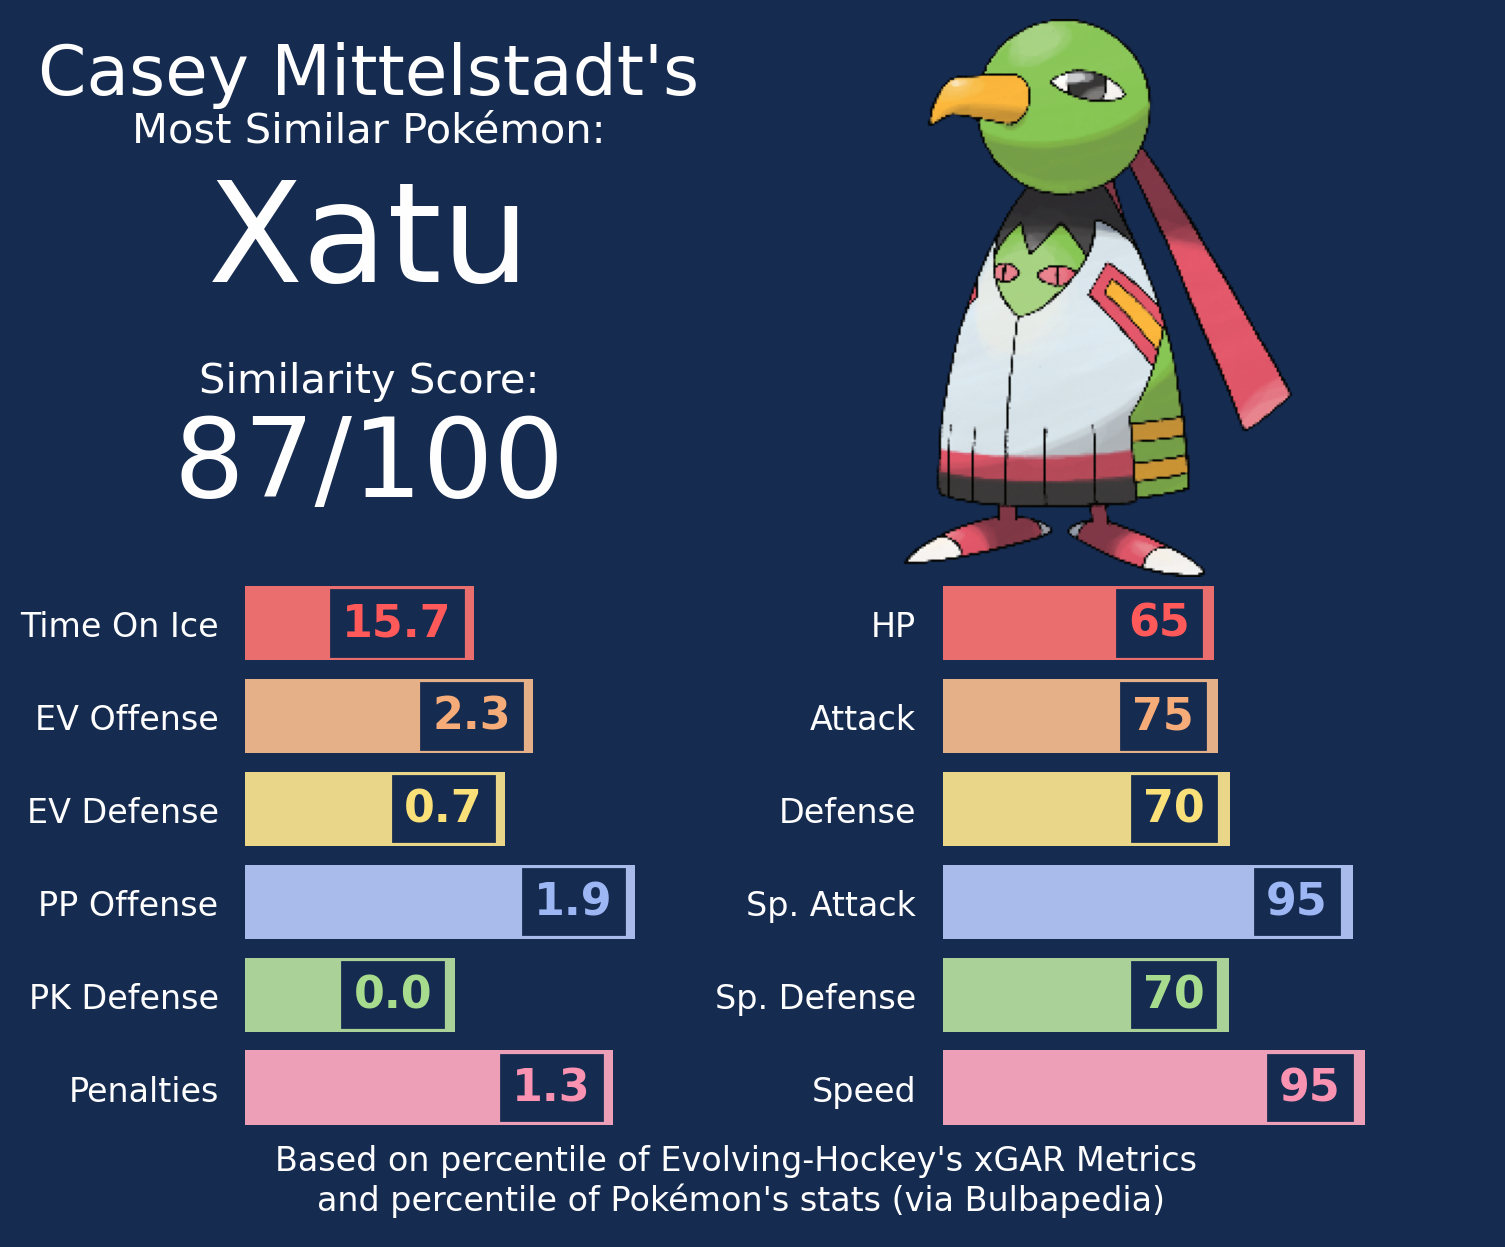 Casey Mittelstadt's
Most Similar Pokémon:
Xatu
Similarity Score:
87/100
Time On Ice 15.7
EV Offense 2.3
EV Defense 0.7
PP Offense 1.9
PK Defense 0.0
Penalties 1.3
HP 65
Attack 75
Defense 70
Sp. Attack 95
Sp. Defense 70
Speed 95
Based on percentile of Evolving-Hockey's xGAR Metrics
and percentile of Pokémon's stats (via Bulbapedia)